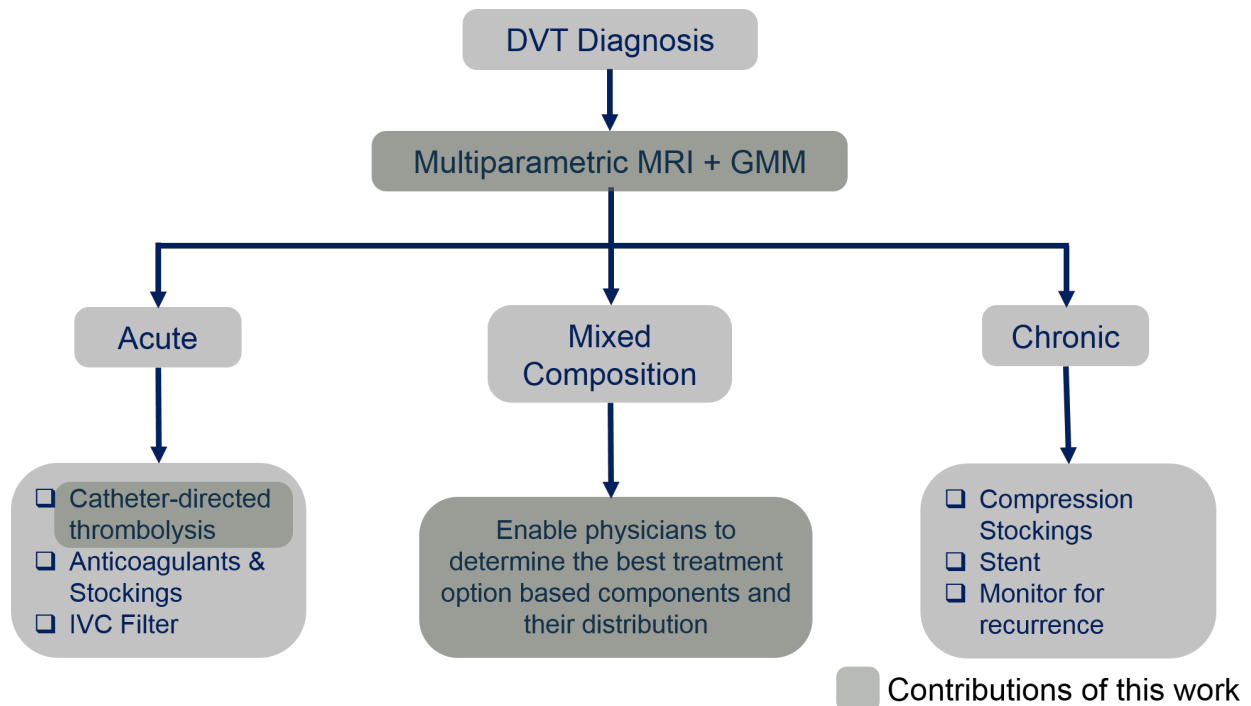 DVT Diagnosis
Multiparametric MRI + GMM
Acute
Mixed
Composition
Chronic
❑ Catheter-directed
thrombolysis
❑ Anticoagulants &
Stockings
❑ IVC Filter
Enable physicians to
determine the best treatment
option based components and
their distribution
❑ Compression
Stockings
❑ Stent
❑ Monitor for
recurrence
Contributions of this work